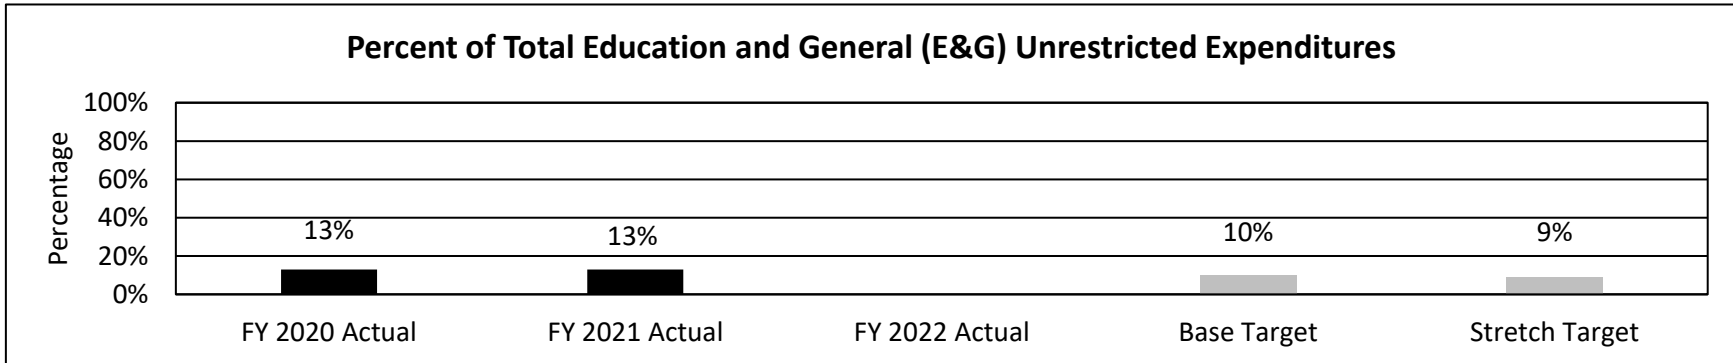 Percent of Total Education and General (E&G) Unrestricted Expenditures
Percentage
100%
80%
60%
40%
20%
0%
13%
13%
10%
9%
FY 2020 Actual
FY 2021 Actual
FY 2022 Actual
Base Target
Stretch Target